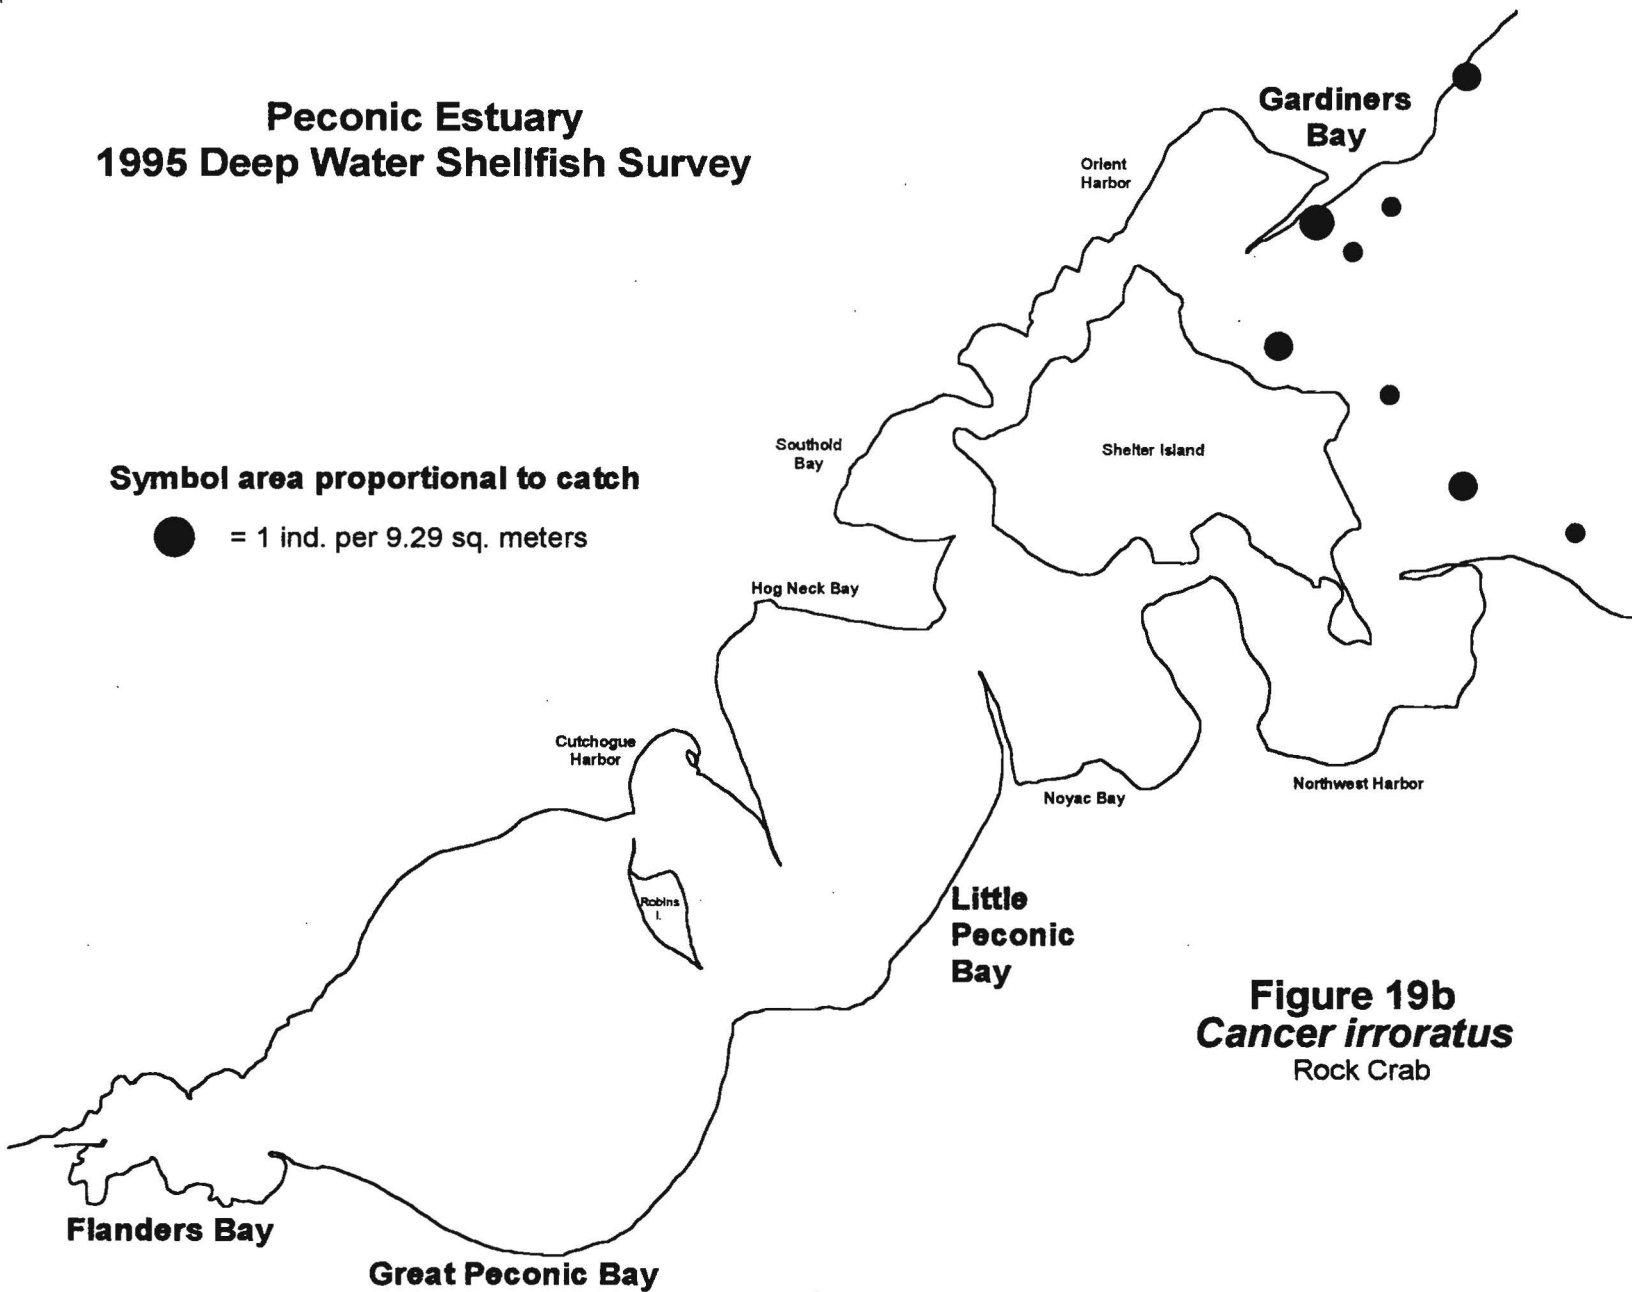 Peconic Estuary
1995 Deep Water Shellfish Survey
Gardiners
Bay
Orient
Harbor
Southold
Bay
Shelter Island
Symbol area proportional to catch
= 1 ind. per 9.29 sq. meters
Hog Neck Bay
Cutchogue
Harbor
Noyac Bay
Northwest Harbor
Robins
I.
Little
Peconic
Bay
Figure 19b
Cancer irroratus
Rock Crab
Flanders Bay
Great Peconic Bay